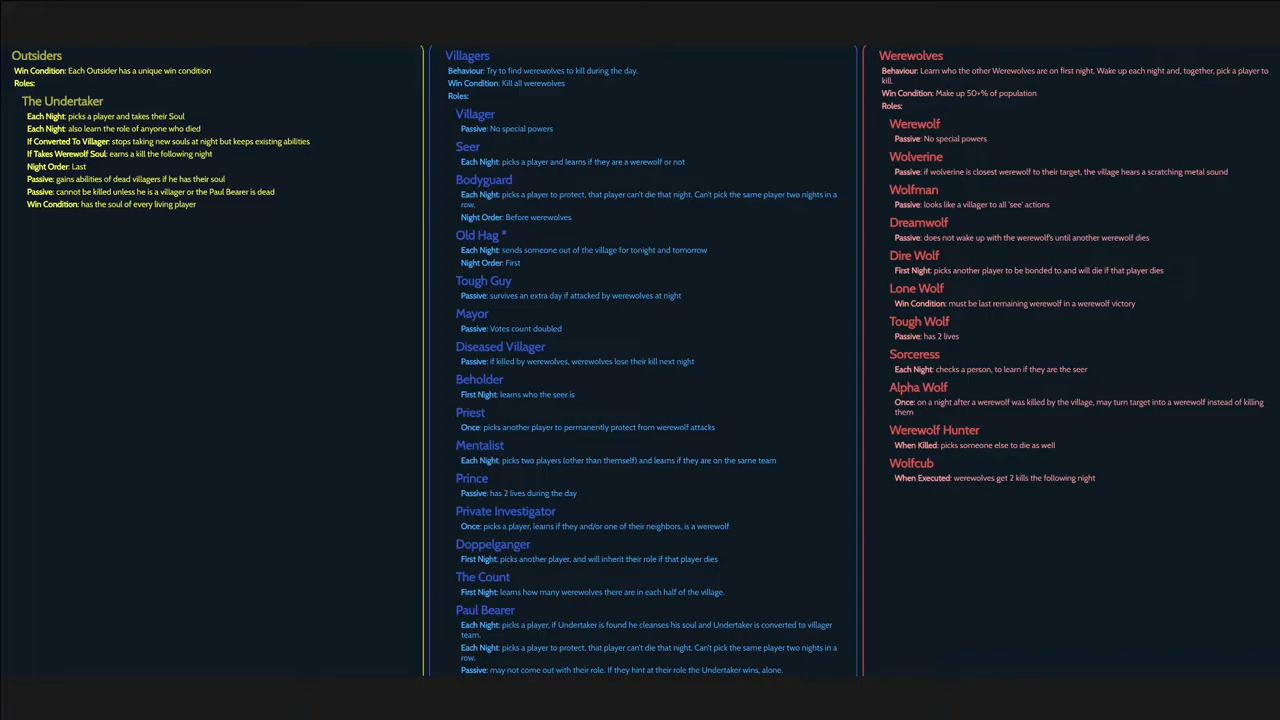 Outsiders
Win Condition: Each Outsider has a unique win condition
Roles:
The Undertaker
Each Night: picks a player and takes their Soul
Each Night: also learn the role of anyone who died
If Converted To Villager: stops taking new souls at night but keeps existing abilities
If Takes Werewolf Soul: earns a kill the following night
Night Order: Last
Passive: gains abilities of dead villagers if he has their soul
Passive: cannot be killed unless he is a villager or the Paul Bearer is dead
Win Condition: has the soul of every living player
Villagers
Behaviour: Try to find werewolves to kill during the day.
Win Condition: Kill all werewolves
Roles:
Villager
Passive: No special powers
Seer
Each Night: picks a player and learns if they are a werewolf or not
Bodyguard
Each Night: picks a player to protect, that player can't die that night. Can't pick the same player two nights in a
row.
Night Order: Before werewolves
Old Hag *
Each Night: sends someone out of the village for tonight and tomorrow
Night Order: First
Tough Guy
Passive: survives an extra day if attacked by werewolves at night
Mayor
Passive: Votes count doubled
Diseased Villager
Passive: if killed by werewolves, werewolves lose their kill next night
Beholder
First Night: learns who the seer is
Priest
Once: picks another player to permanently protect from werewolf attacks
Mentalist
Each Night: picks two players (other than themself) and learns if they are on the same team
Prince
Passive: has 2 lives during the day
Private Investigator
Once: picks a player, learns if they and/or one of their neighbors, is a werewolf
Doppelganger
First Night: picks another player, and will inherit their role if that player dies
The Count
First Night: learns how many werewolves there are in each half of the village.
Paul Bearer
Each Night: picks a player, if Undertaker is found he cleanses his soul and Undertaker is converted to villager
team.
Each Night: picks a player to protect, that player can't die that night. Can't pick the same player two nights in a
row.
Passive: may not come out with their role. If they hint at their role the Undertaker wins, alone.
Werewolves
Behaviour: Learn who the other Werewolves are on first night. Wake up each night and, together, pick a player to
kill.
Win Condition: Make up 50+% of population
Roles:
Werewolf
Passive: No special powers
Wolverine
Passive: if wolverine is closest werewolf to their target, the village hears a scratching metal sound
Wolfman
Passive: looks like a villager to all 'see' actions
Dreamwolf
Passive: does not wake up with the werewolf's until another werewolf dies
Dire Wolf
First Night: picks another player to be bonded to and will die if that player dies
Lone Wolf
Win Condition: must be last remaining werewolf in a werewolf victory
Tough Wolf
Passive: has 2 lives
Sorceress
Each Night: checks a person, to learn if they are the seer
Alpha Wolf
Once: on a night after a werewolf was killed by the village, may turn target into a werewolf instead of killing
them
Werewolf Hunter
When Killed: picks someone else to die as well
Wolfcub
When Executed: werewolves get 2 kills the following night